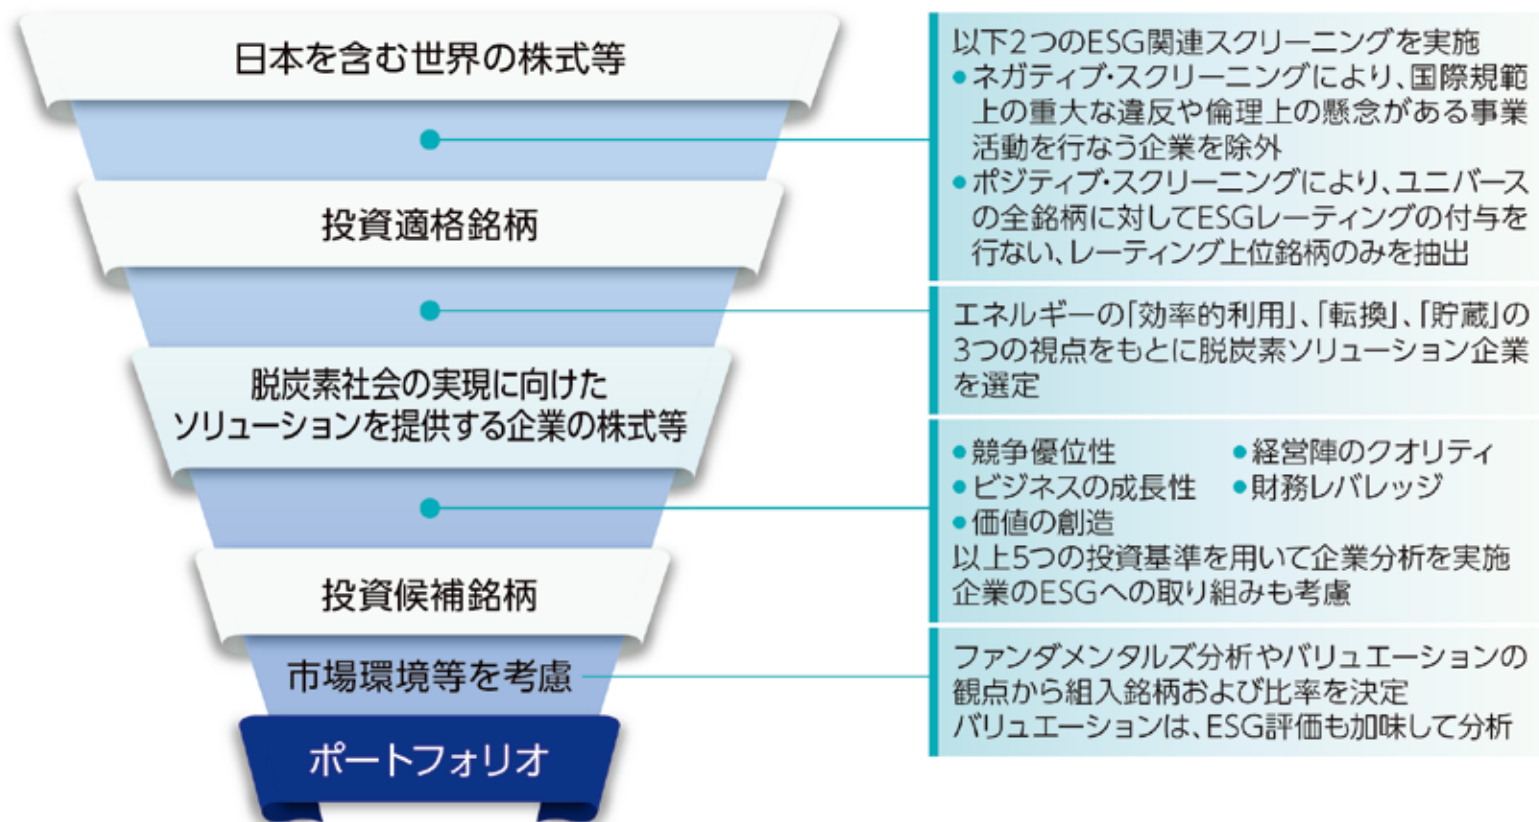 日本を含む世界の株式等
以下2つのESG関連スクリーニングを実施
●ネガティブ・スクリーニングにより、国際規範
上の重大な違反や倫理上の懸念がある事業
活動を行なう企業を除外
●ポジティブ・スクリーニングにより、ユニバース
の全銘柄に対してESGレーティングの付与を
行ない、レーティング上位銘柄のみを抽出
投資適格銘柄
エネルギーの「効率的利用」、「転換」、「貯蔵」の
3つの視点をもとに脱炭素ソリューション企業
を選定
脱炭素社会の実現に向けた
ソリューションを提供する企業の株式等
●競争優位性 ●経営陣のクオリティ
●ビジネスの成長性 ●財務レバレッジ
●価値の創造
以上5つの投資基準を用いて企業分析を実施
企業のESGへの取り組みも考慮
投資候補銘柄
市場環境等を考慮
ファンダメンタルズ分析やバリュエーションの
観点から組入銘柄および比率を決定
バリュエーションは、ESG評価も加味して分析
ポートフォリオ